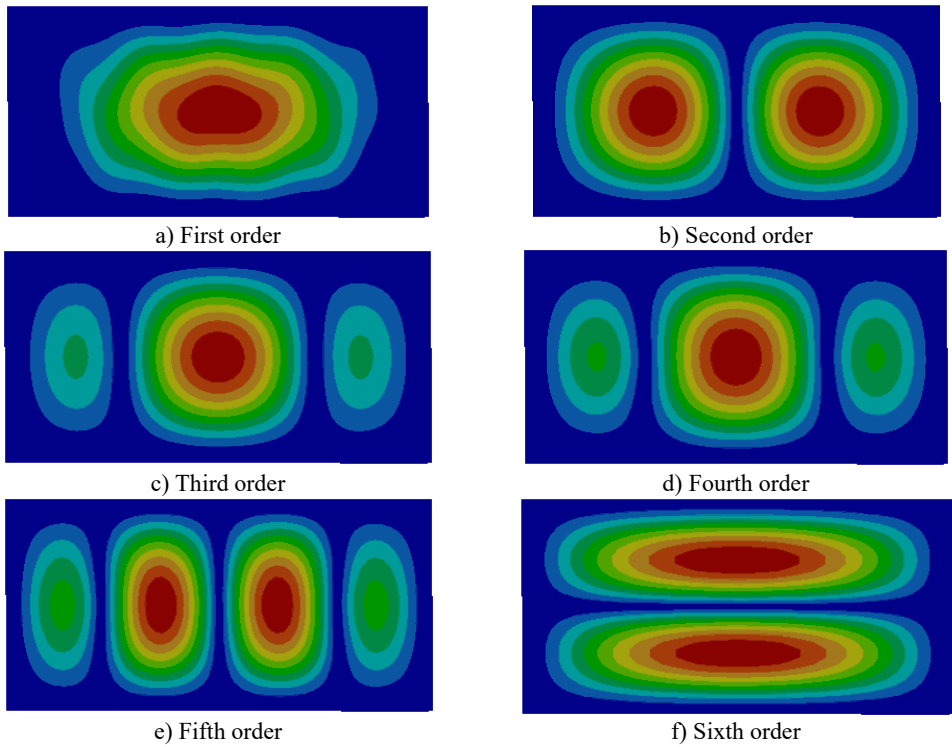 a) First order
b) Second order
c) Third order
d) Fourth order
e) Fifth order
f) Sixth order